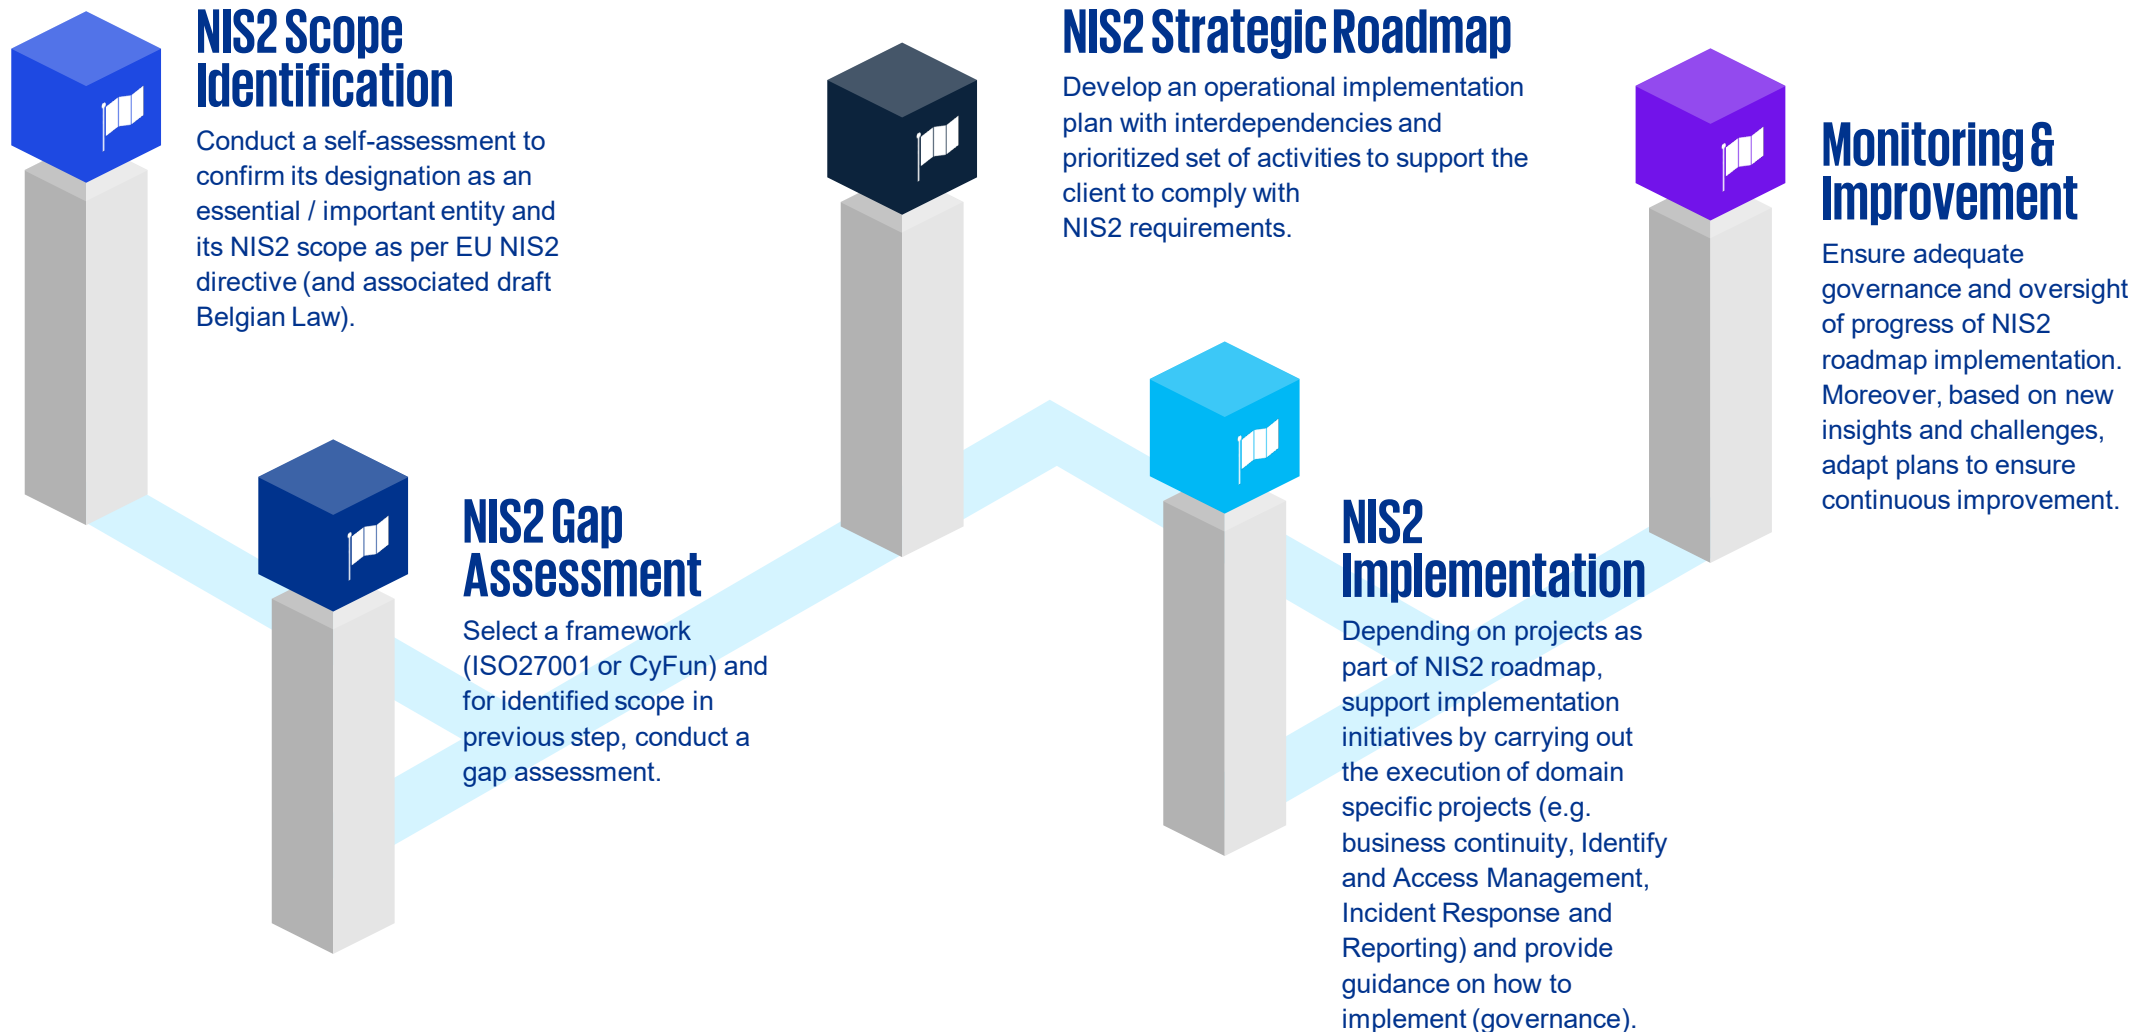 NIS2 Scope
Identification
Conduct a self-assessment to
confirm its designation as an
essential / important entity and
its NIS2 scope as per EU NIS2
directive (and associated draft
Belgian Law).
NIS2 Gap
Assessment
Select a framework
(ISO27001 or CyFun) and
for identified scope in
previous step, conduct a
gap assessment.
NIS2 Strategic Roadmap
Develop an operational implementation
plan with interdependencies and
prioritized set of activities to support the
client to comply with
NIS2 requirements.
NIS2
Implementation
Depending on projects as
part of NIS2 roadmap,
support implementation
initiatives by carrying out
the execution of domain
specific projects (e.g.
business continuity, Identify
and Access Management,
Incident Response and
Reporting) and provide
guidance on how to
implement (governance).
Monitoring &
Improvement
Ensure adequate
governance and oversight
of progress of NIS2
roadmap implementation.
Moreover, based on new
insights and challenges,
adapt plans to ensure
continuous improvement.